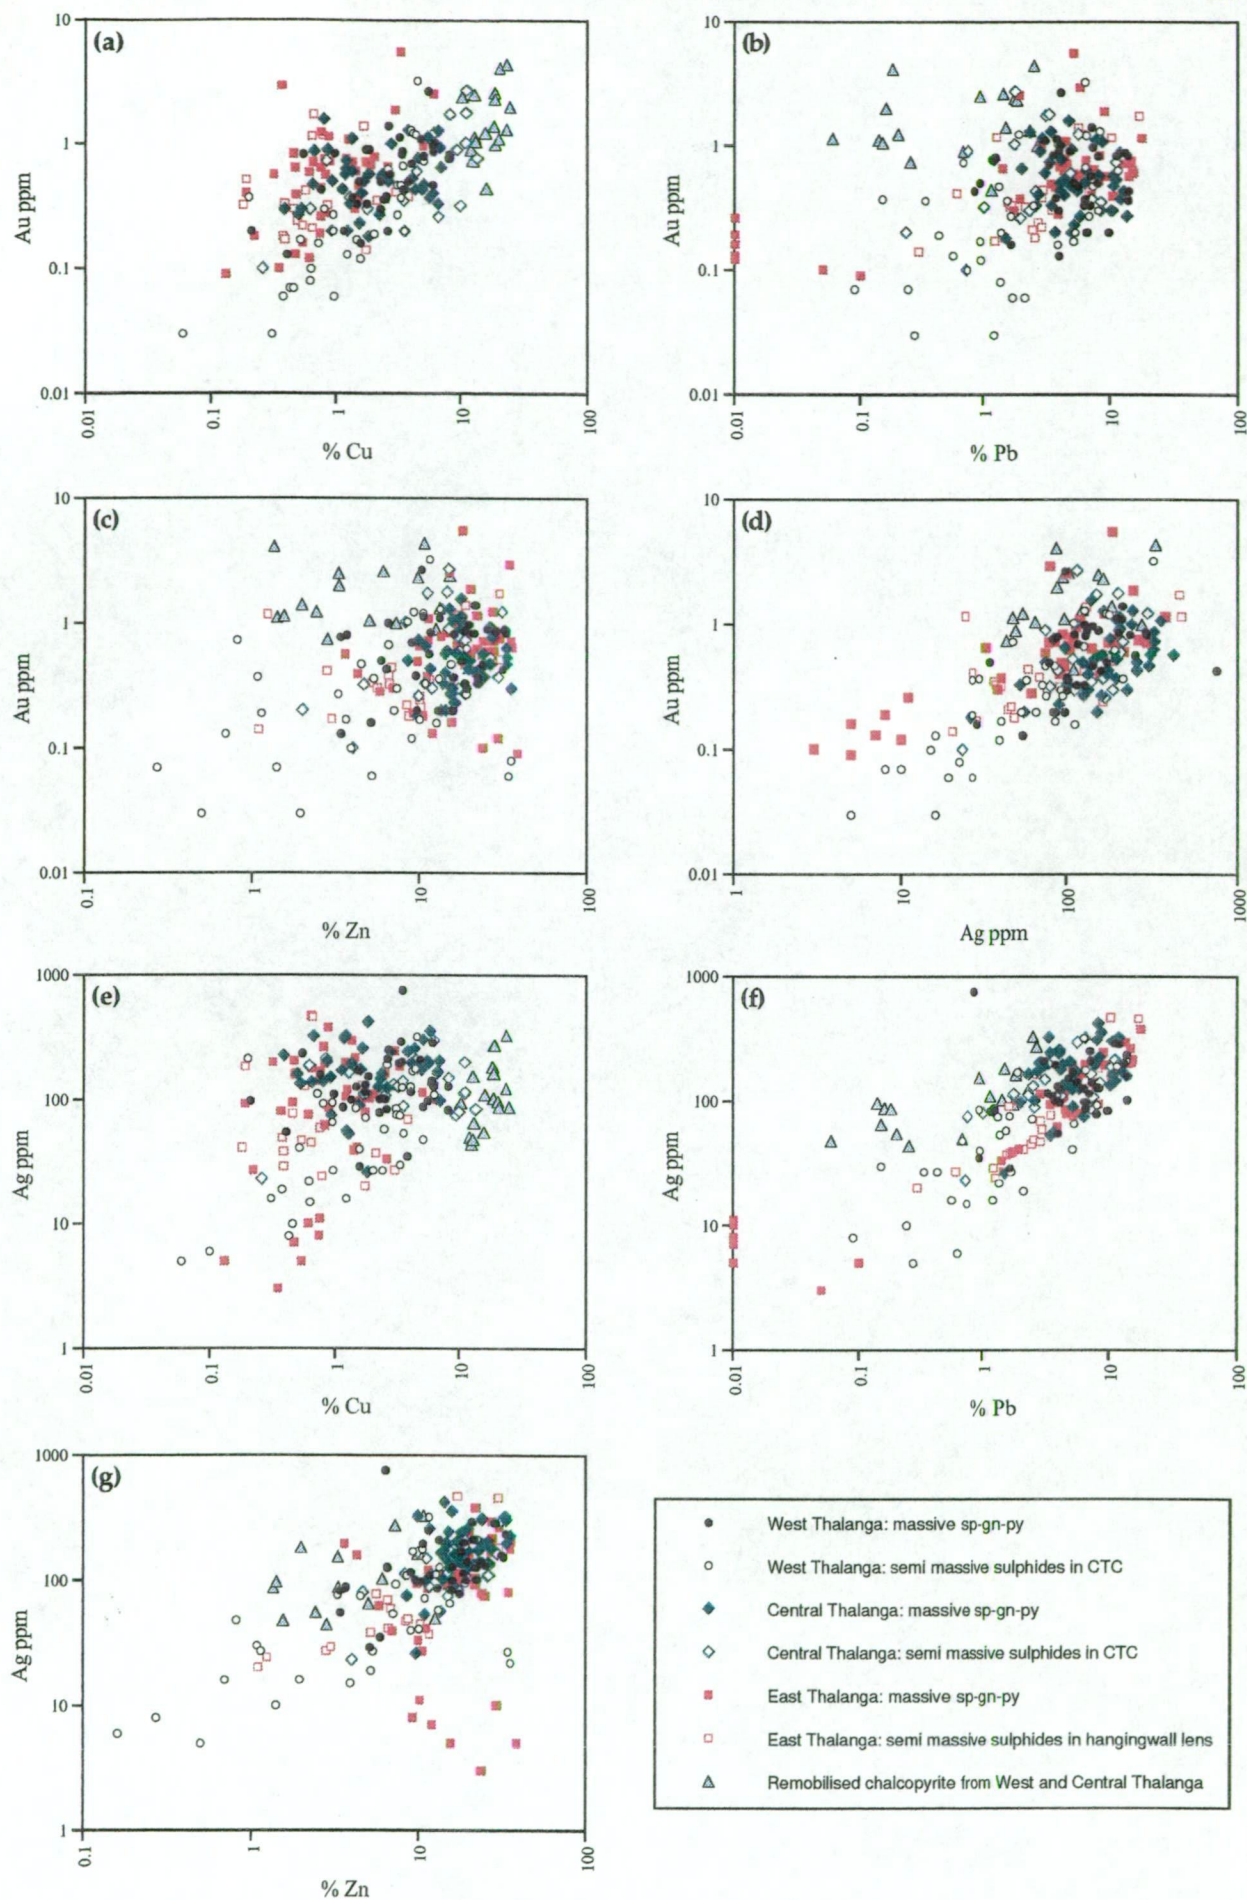 (a)
10
1
0.1
0.01
Au ppm
0.01
0.1
1
10
100
% Cu
(b)
10
1
0.1
0.01
Au ppm
0.01
0.1
1
10
100
% Pb
(c)
10
1
0.1
0.01
Au ppm
0.1
1
10
100
% Zn
(d)
10
1
0.1
0.01
Au ppm
1
10
100
1000
Ag ppm
(e)
1000
100
10
1
Ag ppm
0.01
0.1
1
10
100
% Cu
(f)
1000
100
10
1
Ag ppm
0.01
0.1
1
10
100
% Pb
(g)
1000
100
10
1
Ag ppm
0.1
1
10
100
% Zn
West Thalanga: massive sp-gn-py
West Thalanga: semi massive sulphides in CTC
Central Thalanga: massive sp-gn-py
Central Thalanga: semi massive sulphides in CTC
East Thalanga: massive sp-gn-py
East Thalanga: semi massive sulphides in hangingwall lens
Remobilised chalcopyrite from West and Central Thalanga